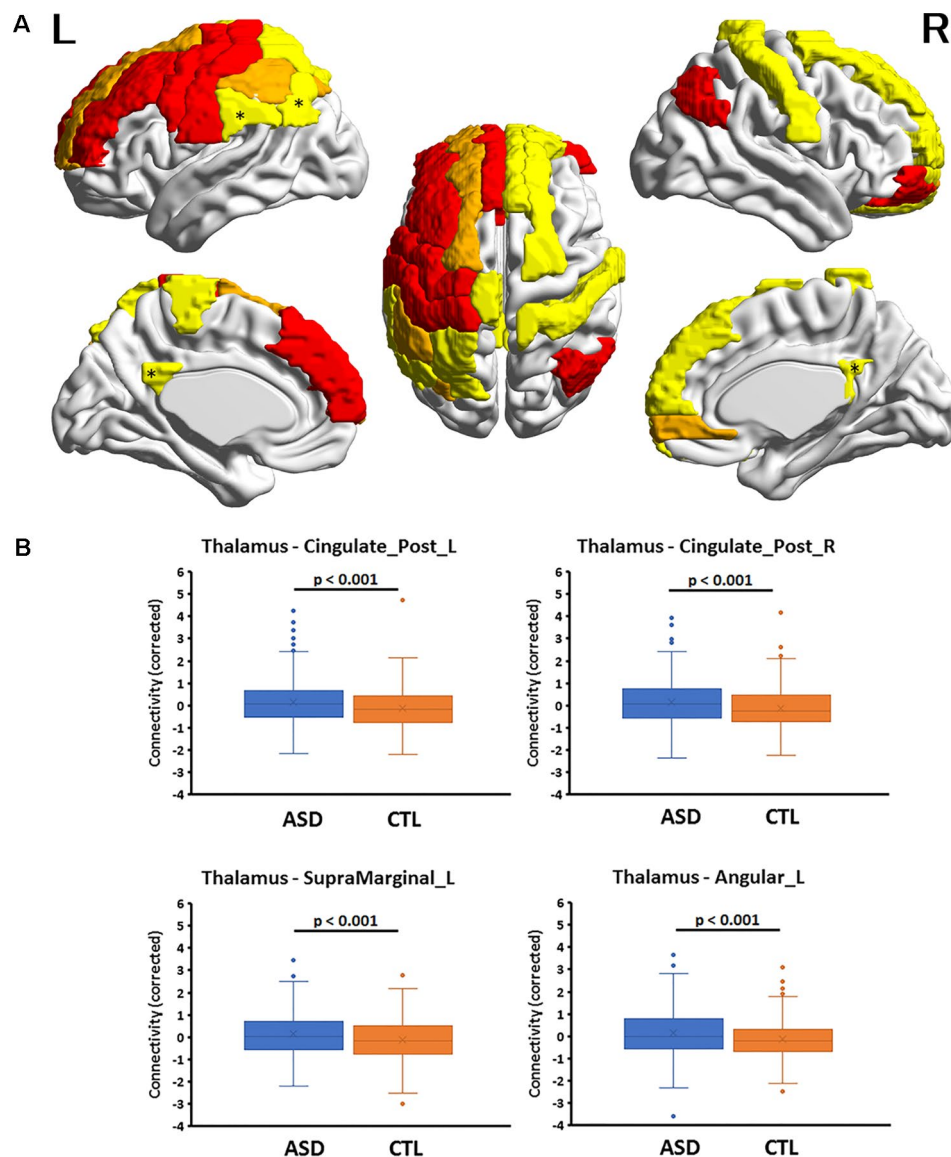 A L R
*
*
*
*
B
Thalamus - Cingulate_Post_L
6
5
4
3
2
1
0
-1
-2
-3
-4
Connectivity (corrected)
p < 0.001
ASD CTL
Thalamus - Cingulate_Post_R
6
5
4
3
2
1
0
-1
-2
-3
-4
Connectivity (corrected)
p < 0.001
ASD CTL
Thalamus - SupraMarginal_L
6
5
4
3
2
1
0
-1
-2
-3
-4
Connectivity (corrected)
p < 0.001
ASD CTL
Thalamus - Angular_L
6
5
4
3
2
1
0
-1
-2
-3
-4
Connectivity (corrected)
p < 0.001
ASD CTL